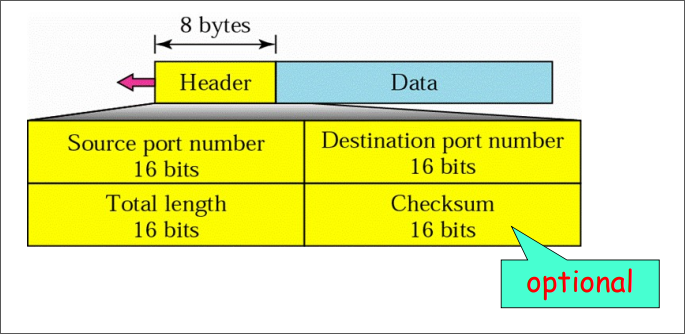 8 bytes
Header
Data
Source port number
16 bits
Destination port number
16 bits
Total length
16 bits
Checksum
16 bits
optional